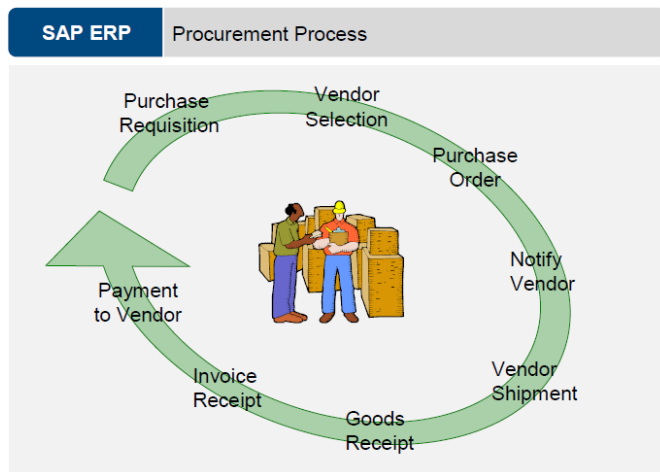 SAP ERP
Procurement Process
Purchase
Requisition
Vendor
Selection
Purchase
Order
Notify
Vendor
Vendor
Shipment
Goods
Receipt
Invoice
Receipt
Payment
to Vendor